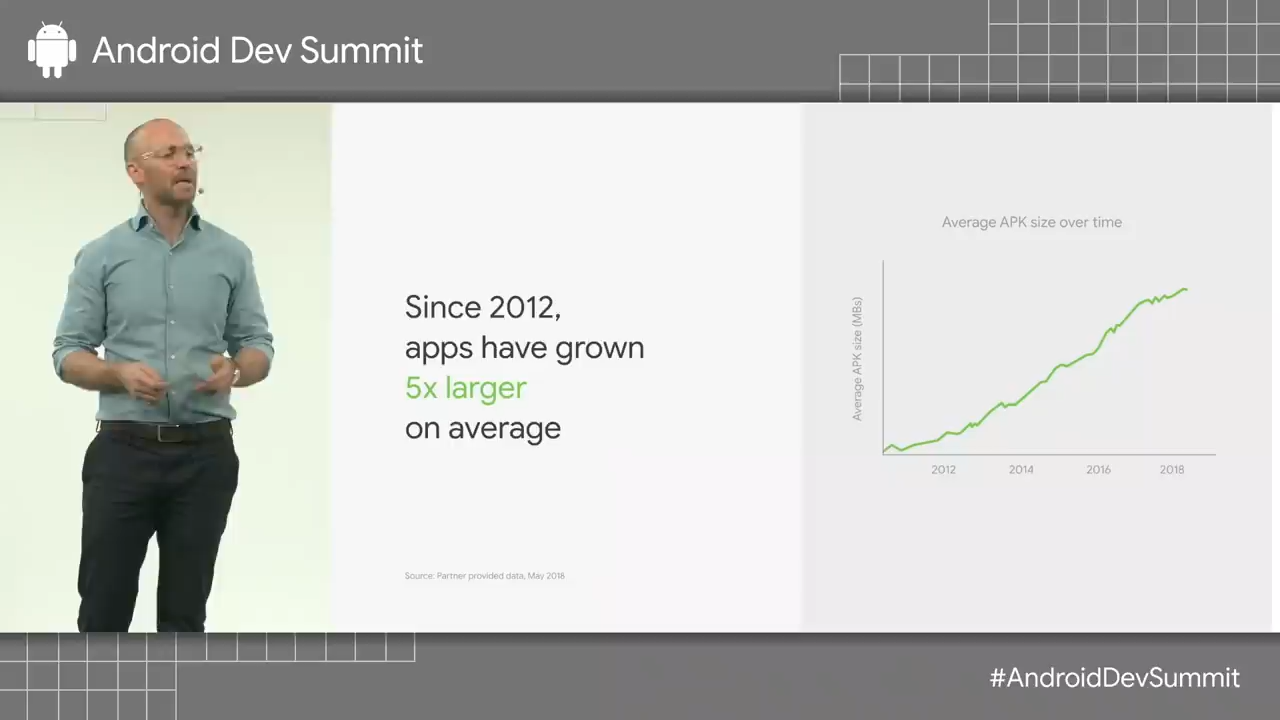 Android Dev Summit
Since 2012,
apps have grown
5x larger
on average
Source: Partner provided data, May 2018
Average APK size over time
Average APK size (MBs)
2012 2014 2016 2018
#AndroidDevSummit